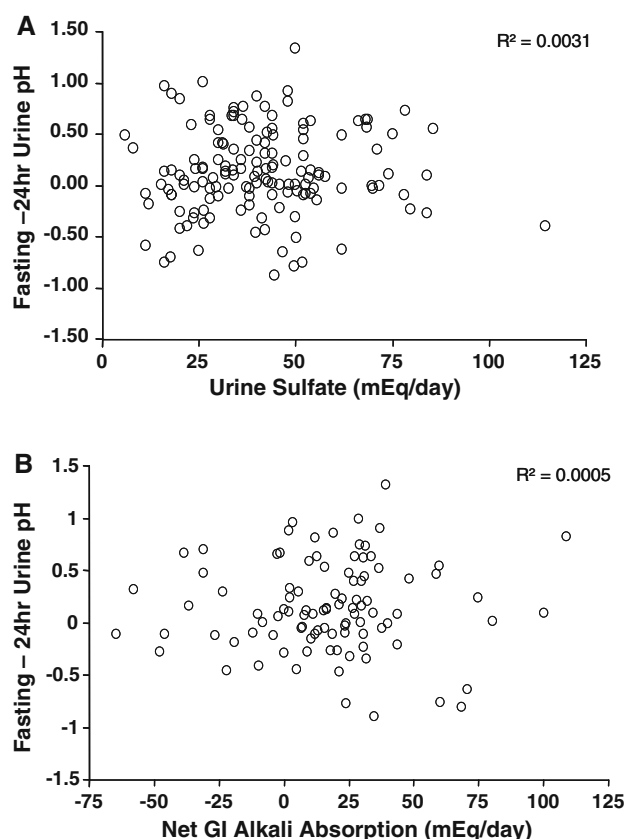 A
R² = 0.0031
Fasting –24hr Urine pH
1.50
1.00
0.50
0.00
-0.50
-1.00
-1.50
0 25 50 75 100 125
Urine Sulfate (mEq/day)
B
R² = 0.0005
Fasting – 24hr Urine pH
1.5
1
0.5
0
-0.5
-1
-1.5
-75 -50 -25 0 25 50 75 100 125
Net GI Alkali Absorption (mEq/day)